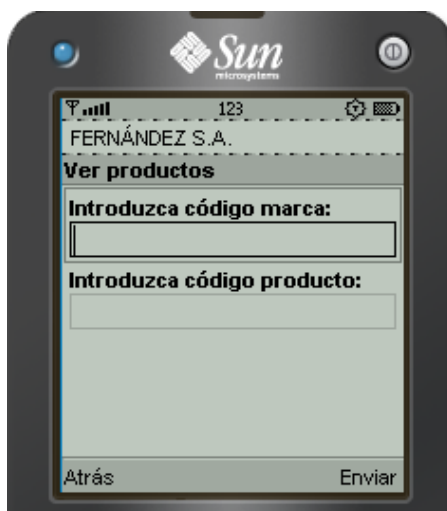 Sun
microsystems
123
FERNÁNDEZ S.A.
Ver productos
Introduzca código marca:
Introduzca código producto:
Atrás
Enviar